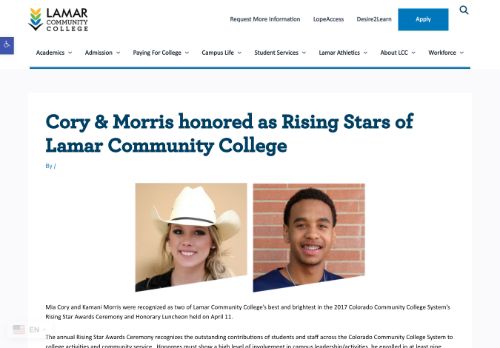 LAMAR
COMMUNITY
COLLEGE
Request More Information LopeAccess Desire2Learn Apply
Academics Admission Paying For College Campus Life Student Services Lamar Athletics About LCC Workforce
Cory & Morris honored as Rising Stars of
Lamar Community College
By /
Mia Cory and Kamani Morris were recognized as two of Lamar Community College's best and brightest in the 2017 Colorado Community College System's
Rising Star Awards Ceremony and Honorary Luncheon held on April 11.
EN
The annual Rising Star Awards Ceremony recognizes the outstanding contributions of students and staff across the Colorado Community College System to
college activities and community service. Honorees must show a high level of involvement in campus leadership/activities, be enrolled in at least nine